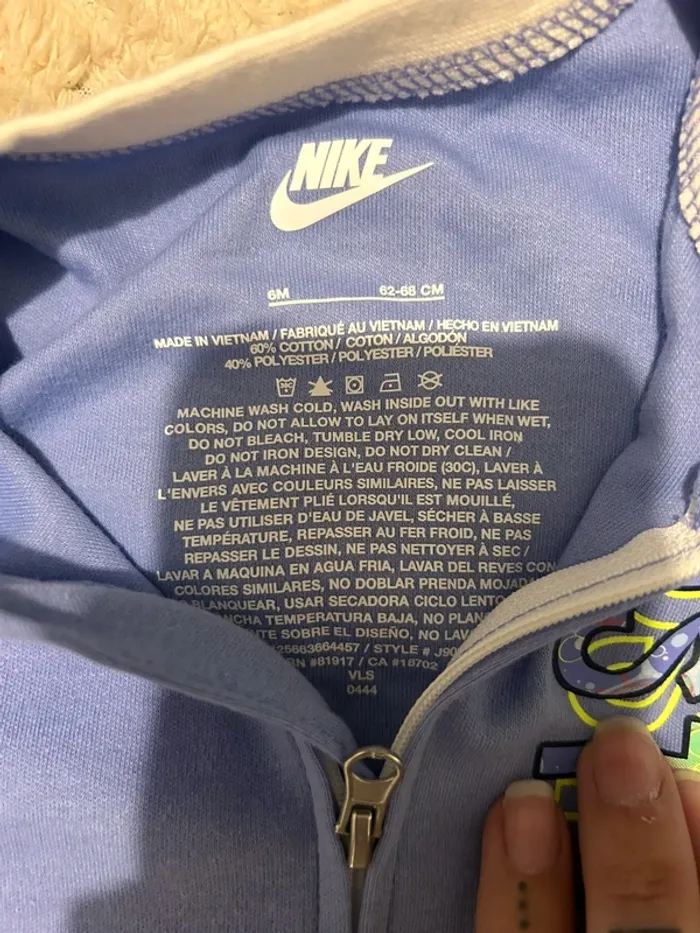 NIKE
6M 62-68 CM
MADE IN VIETNAM / FABRIQUÉ AU VIETNAM / HECHO EN VIETNAM
60% COTTON / COTON / ALGODÓN
40% POLYESTER / POLYESTER / POLIÉSTER
30C
MACHINE WASH COLD, WASH INSIDE OUT WITH LIKE
COLORS, DO NOT ALLOW TO LAY ON ITSELF WHEN WET,
DO NOT BLEACH, TUMBLE DRY LOW, COOL IRON
DO NOT IRON DESIGN, DO NOT DRY CLEAN /
LAVER À LA MACHINE À L'EAU FROIDE (30C), LAVER À
L'ENVERS AVEC COULEURS SIMILAIRES, NE PAS LAISSER
LE VÊTEMENT PLIÉ LORSQU'IL EST MOUILLÉ,
NE PAS UTILISER D'EAU DE JAVEL, SÉCHER À BASSE
TEMPÉRATURE, REPASSER AU FER FROID, NE PAS
REPASSER LE DESSIN, NE PAS NETTOYER À SEC /
LAVAR A MAQUINA EN AGUA FRIA, LAVAR DEL REVES CON
COLORES SIMILARES, NO DOBLAR PRENDA
BLANQUEAR, USAR SECADORA CICLO
TEMPERATURA BAJA, NO
SOBRE EL DISEÑO, NO
/ STYLE #
#81917 / CA #18702
VLS
0444